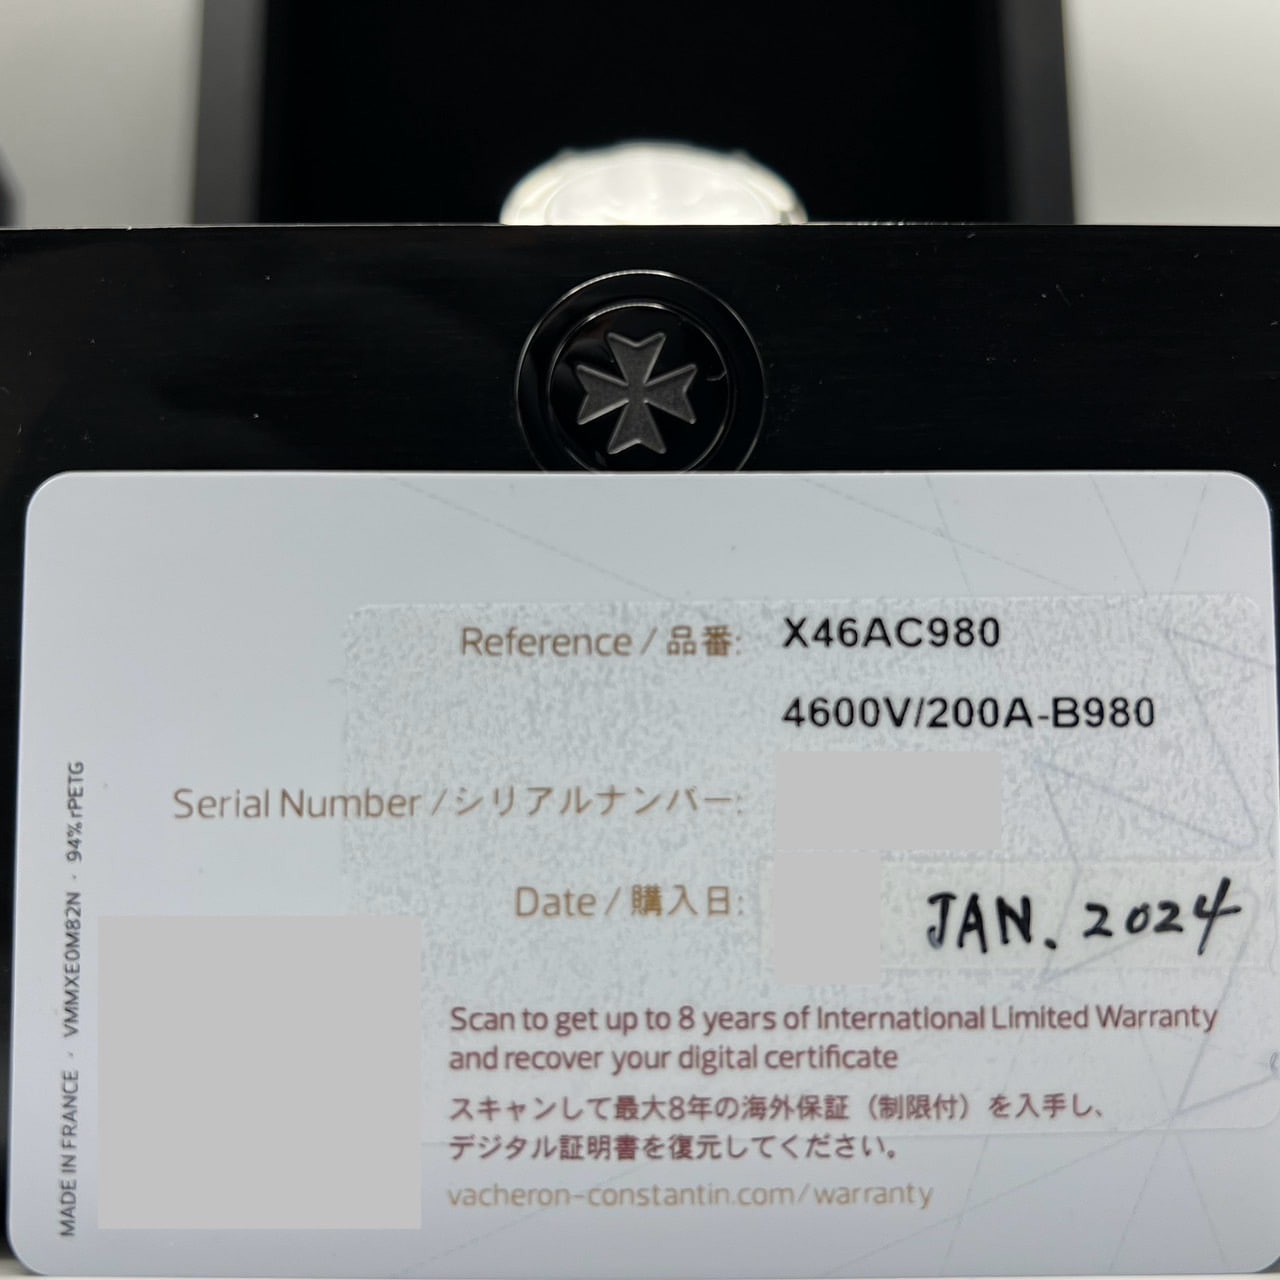 Reference / 品番: X46AC980
4600V/200A-B980
Serial Number / シリアルナンバー:
Date / 購入日: JAN. 2024
Scan to get up to 8 years of International Limited Warranty
and recover your digital certificate
スキャンして最大8年の海外保証（制限付）を入手し、
デジタル証明書を復元してください。
vacheron-constantin.com/warranty
MADE IN FRANCE · VMMXE0M82N · 94% rPETG